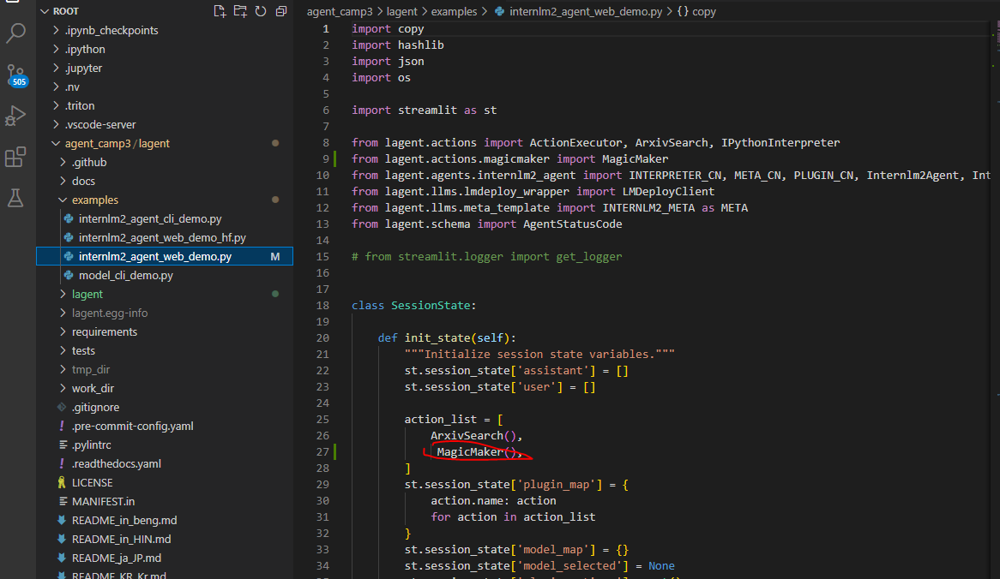 ROOT
.ipynb_checkpoints
.ipython
.jupyter
505
.nv
.triton
.vscode-server
agent_camp3 / lagent
.github
docs
examples
internlm2_agent_cli_demo.py
internlm2_agent_web_demo_hf.py
internlm2_agent_web_demo.py M
model_cli_demo.py
lagent
lagent.egg-info
requirements
tests
tmp_dir
work_dir
.gitignore
.pre-commit-config.yaml
.pylintrc
.readthedocs.yaml
LICENSE
MANIFEST.in
README_in_beng.md
README_in_HIN.md
README_ja_JP.md
README_KR_Kr.md
agent_camp3 > lagent > examples > internlm2_agent_web_demo.py > {} copy
1 import copy
2 import hashlib
3 import json
4 import os
5
6 import streamlit as st
7
8 from lagent.actions import ActionExecutor, ArxivSearch, IPythonInterpreter
9 from lagent.actions.magicmaker import MagicMaker
10 from lagent.agents.internlm2_agent import INTERPRETER_CN, META_CN, PLUGIN_CN, Internlm2Agent, Int
11 from lagent.llms.lmdeploy_wrapper import LMDeployClient
12 from lagent.llms.meta_template import INTERNLM2_META as META
13 from lagent.schema import AgentStatusCode
14
15 # from streamlit.logger import get_logger
16
17
18 class SessionState:
19
20 def init_state(self):
21 """Initialize session state variables."""
22 st.session_state['assistant'] = []
23 st.session_state['user'] = []
24
25 action_list = [
26 ArxivSearch(),
27 MagicMaker(),
28 ]
29 st.session_state['plugin_map'] = {
30 action.name: action
31 for action in action_list
32 }
33 st.session_state['model_map'] = {}
34 st.session_state['model_selected'] = None